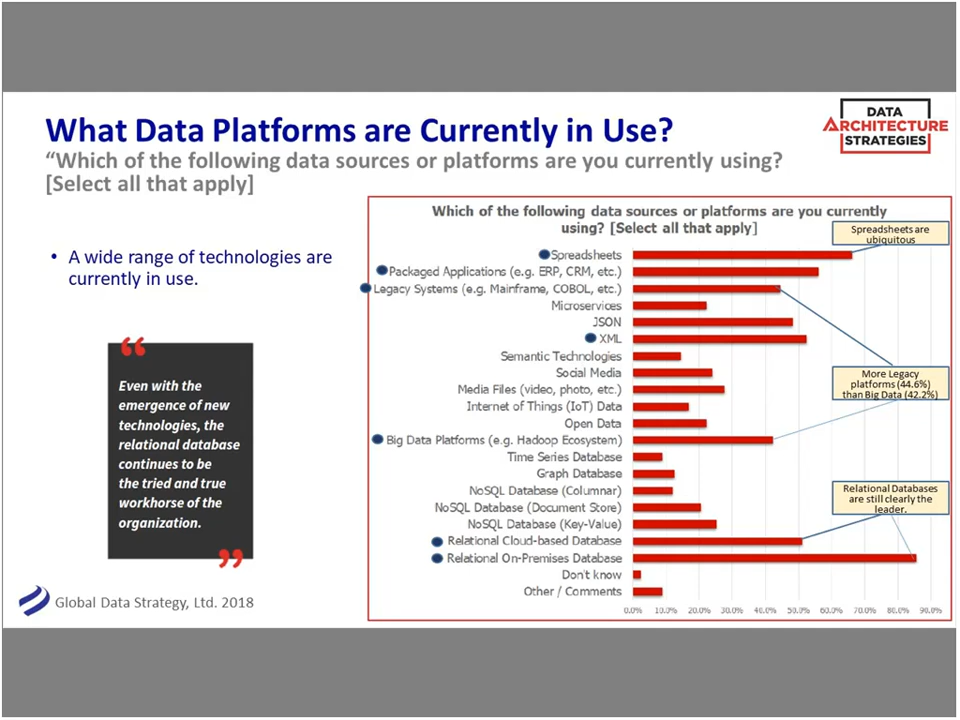 What Data Platforms are Currently in Use?
“Which of the following data sources or platforms are you currently using?
[Select all that apply]
DATA
ARCHITECTURE
STRATEGIES
• A wide range of technologies are
currently in use.
“
Even with the
emergence of new
technologies, the
relational database
continues to be
the tried and true
workhorse of the
organization.
”
Which of the following data sources or platforms are you currently
using? [Select all that apply]
Spreadsheets are
ubiquitous
Spreadsheets
Packaged Applications (e.g. ERP, CRM, etc.)
Legacy Systems (e.g. Mainframe, COBOL, etc.)
Microservices
JSON
XML
Semantic Technologies
Social Media
Media Files (video, photo, etc.)
Internet of Things (IoT) Data
Open Data
Big Data Platforms (e.g. Hadoop Ecosystem)
Time Series Database
Graph Database
NoSQL Database (Columnar)
NoSQL Database (Document Store)
NoSQL Database (Key-Value)
Relational Cloud-based Database
Relational On-Premises Database
Don't know
Other / Comments
More Legacy
platforms (44.6%)
than Big Data (42.2%)
Relational Databases
are still clearly the
leader.
0.0% 10.0% 20.0% 30.0% 40.0% 50.0% 60.0% 70.0% 80.0% 90.0%
Global Data Strategy, Ltd. 2018